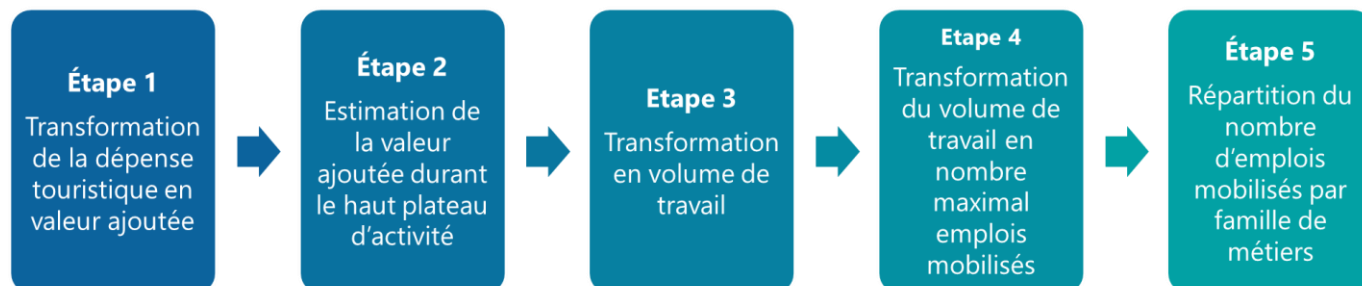 Étape 1
Transformation
de la dépense
touristique en
valeur ajoutée
Étape 2
Estimation de
la valeur
ajoutée durant
le haut plateau
d’activité
Etape 3
Transformation
en volume de
travail
Etape 4
Transformation
du volume de
travail en
nombre
maximal
emplois
mobilisés
Étape 5
Répartition du
nombre
d’emplois
mobilisés par
famille de
métiers